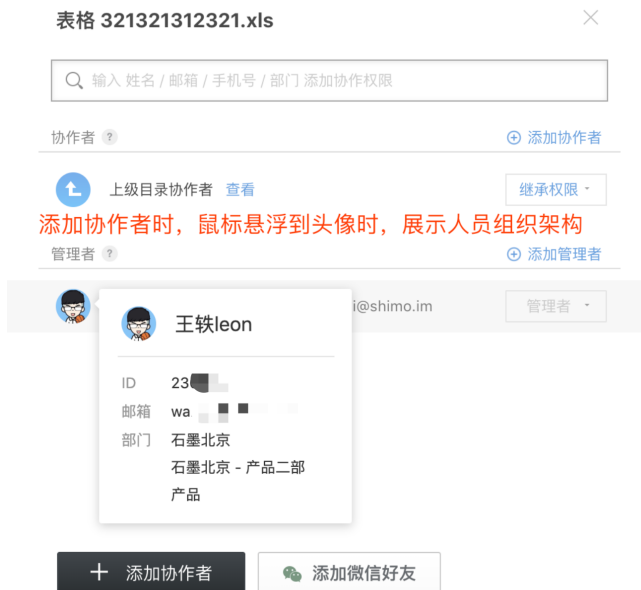 表格 321321312321.xls
输入 姓名 / 邮箱 / 手机号 / 部门 添加协作权限
协作者 ? 添加协作者
上级目录协作者 查看 继承权限
添加协作者时，鼠标悬浮到头像时，展示人员组织架构
管理者 ? 添加管理者
i@shimo.im 管理者
王轶leon
ID 23
邮箱 wa
部门 石墨北京
石墨北京 - 产品二部
产品
添加协作者 添加微信好友